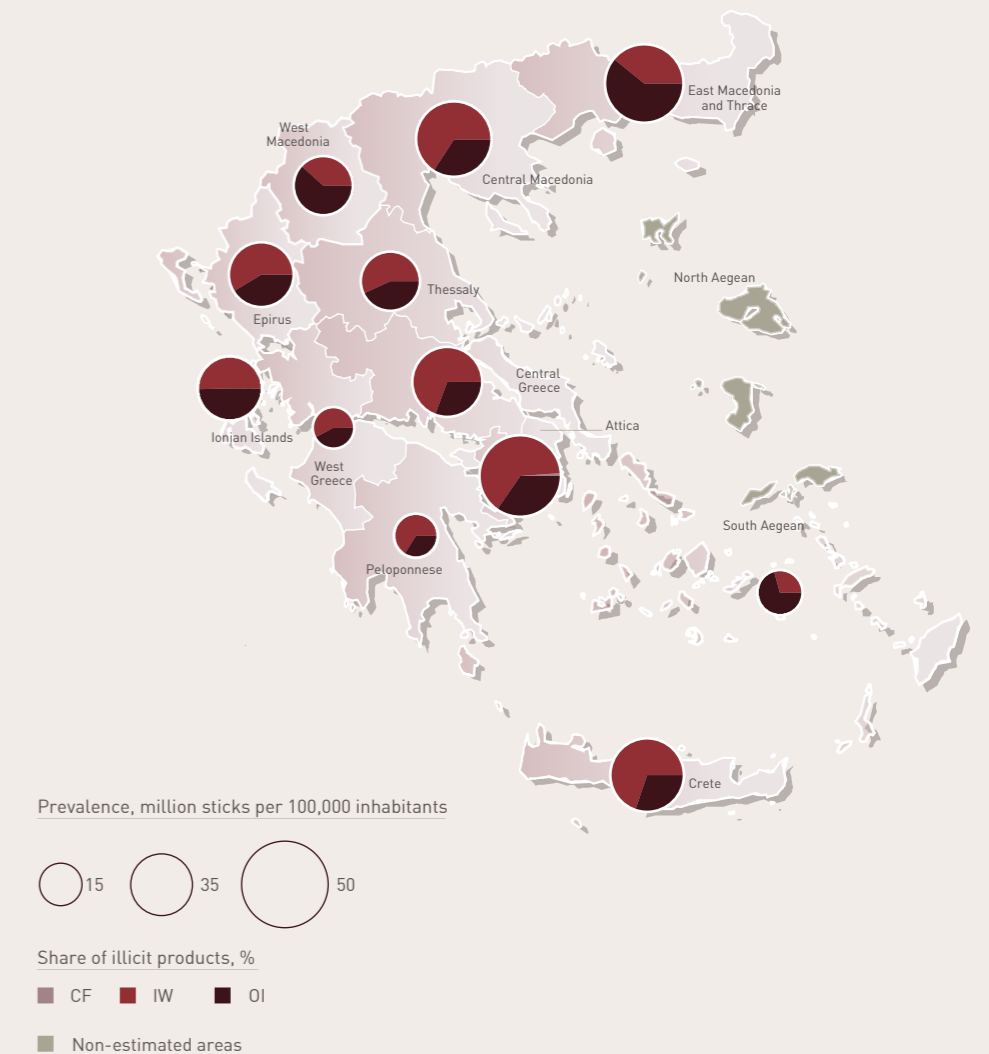 East Macedonia
and Thrace
West
Macedonia
Central Macedonia
North Aegean
Thessaly
Epirus
Central
Greece
Attica
Ionian Islands
West
Greece
South Aegean
Peloponnese
Crete
Prevalence, million sticks per 100,000 inhabitants
15 35 50
Share of illicit products, %
CF IW OI
Non-estimated areas